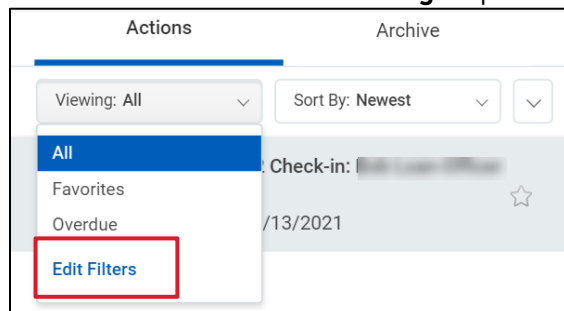 Actions Archive
Viewing: All Sort By: Newest
All
: Check-in:
Favorites
Overdue /13/2021
Edit Filters